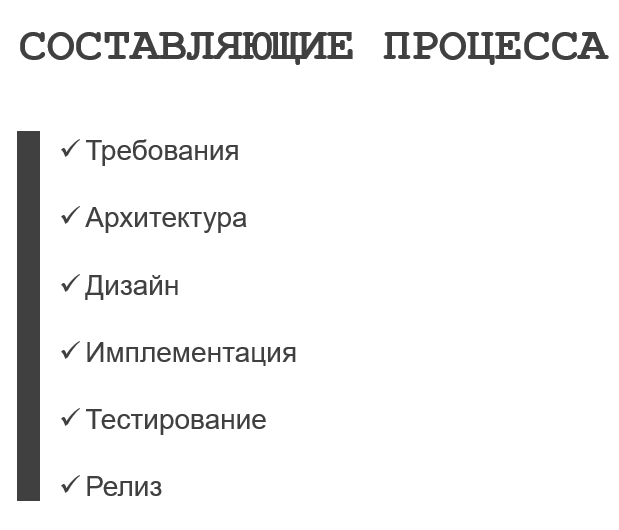 СОСТАВЛЯЮЩИЕ ПРОЦЕССА
✓ Требования
✓ Архитектура
✓ Дизайн
✓ Имплементация
✓ Тестирование
✓ Релиз